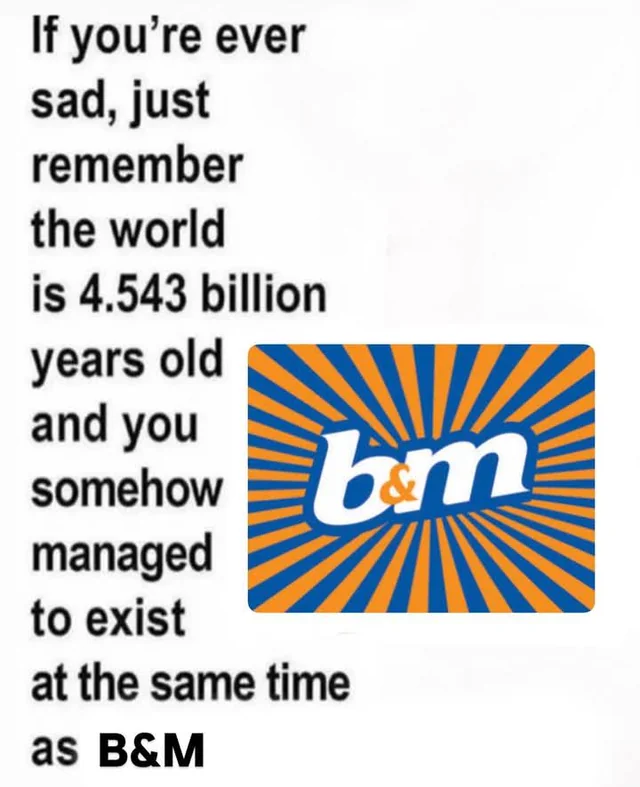 If you’re ever
sad, just
remember
the world
is 4.543 billion
years old
and you
somehow
managed
to exist
at the same time
as B&M
b&m